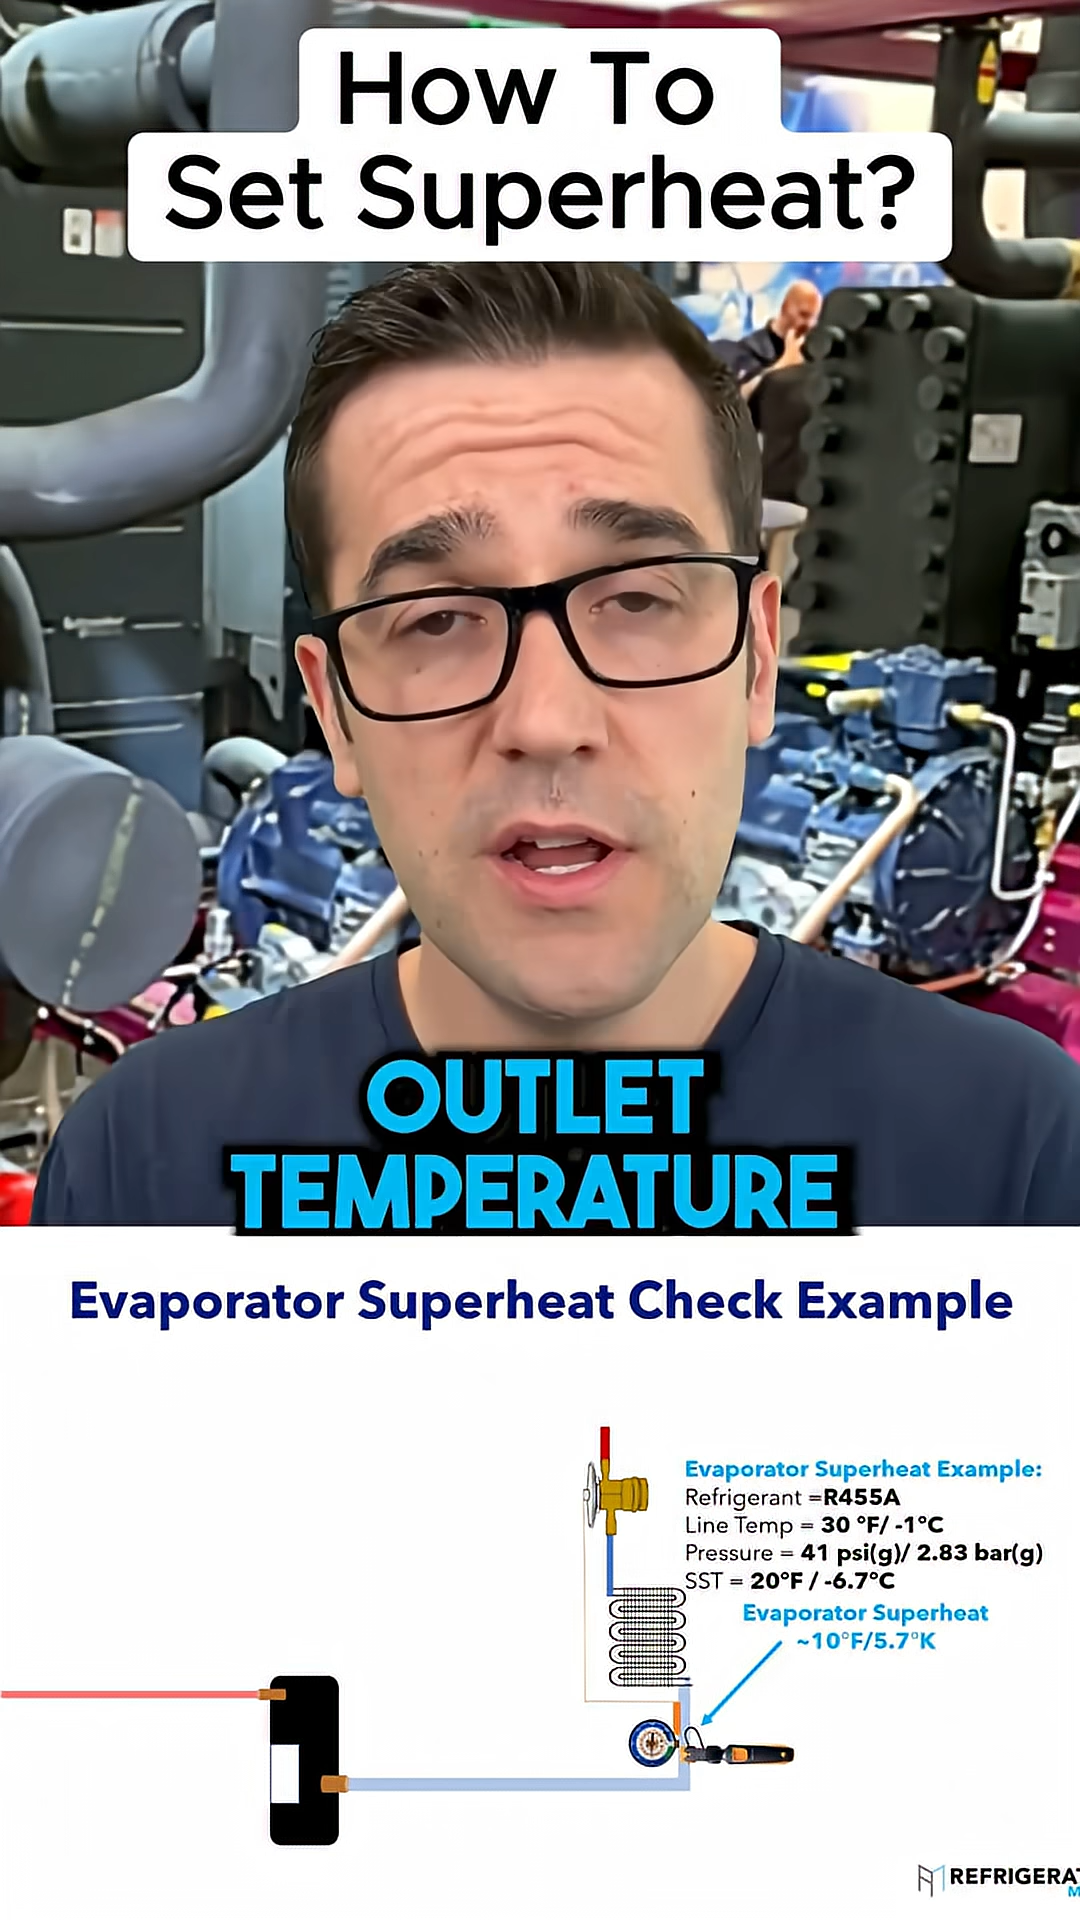 How To
Set Superheat?
OUTLET
TEMPERATURE
Evaporator Superheat Check Example
Evaporator Superheat Example:
Refrigerant =R455A
Line Temp = 30 °F/ -1°C
Pressure = 41 psi(g)/ 2.83 bar(g)
SST = 20°F / -6.7°C
Evaporator Superheat
~10°F/5.7°K
REFRIGERAT
M